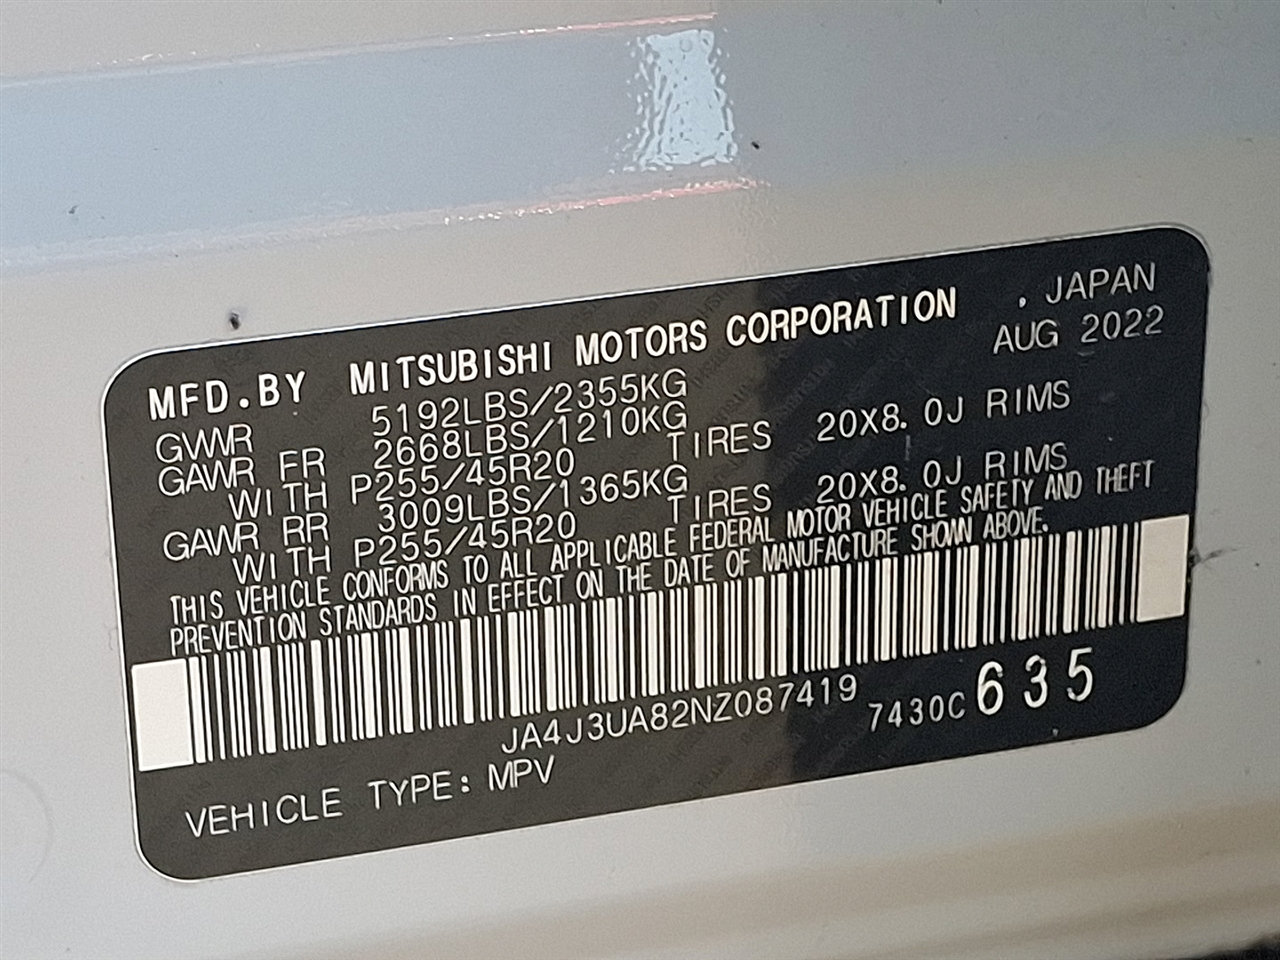 MFD.BY MITSUBISHI MOTORS CORPORATION , JAPAN
AUG 2022
GVWR 5192LBS/2355KG
GAWR FR 2668LBS/1210KG
WITH P255/45R20 TIRES 20X8.0J RIMS
GAWR RR 3009LBS/1365KG
WITH P255/45R20 TIRES 20X8.0J RIMS
THIS VEHICLE CONFORMS TO ALL APPLICABLE FEDERAL MOTOR VEHICLE SAFETY AND THEFT
PREVENTION STANDARDS IN EFFECT ON THE DATE OF MANUFACTURE SHOWN ABOVE.
JA4J3UA82NZ087419 7430C 635
VEHICLE TYPE: MPV